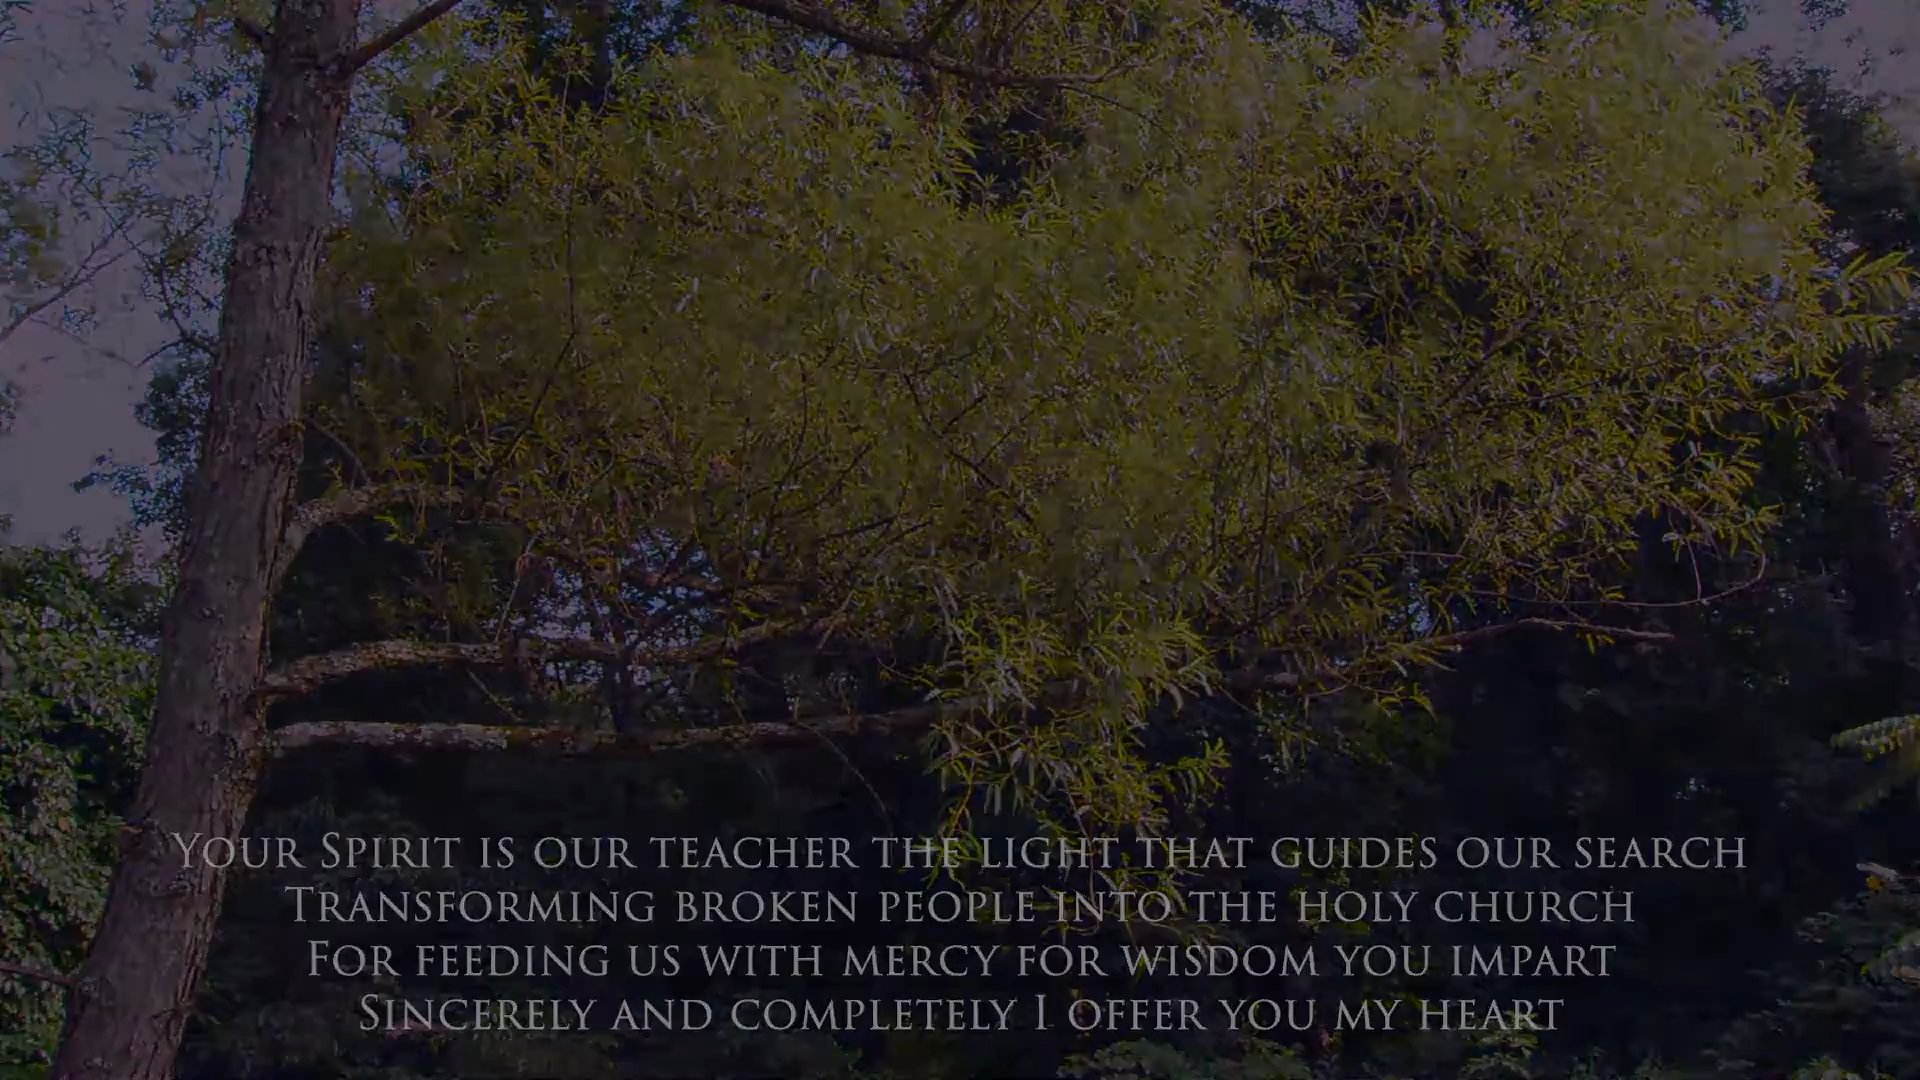 Your Spirit is our teacher the light that guides our search
Transforming broken people into the holy church
For feeding us with mercy for wisdom you impart
Sincerely and completely I offer you my heart